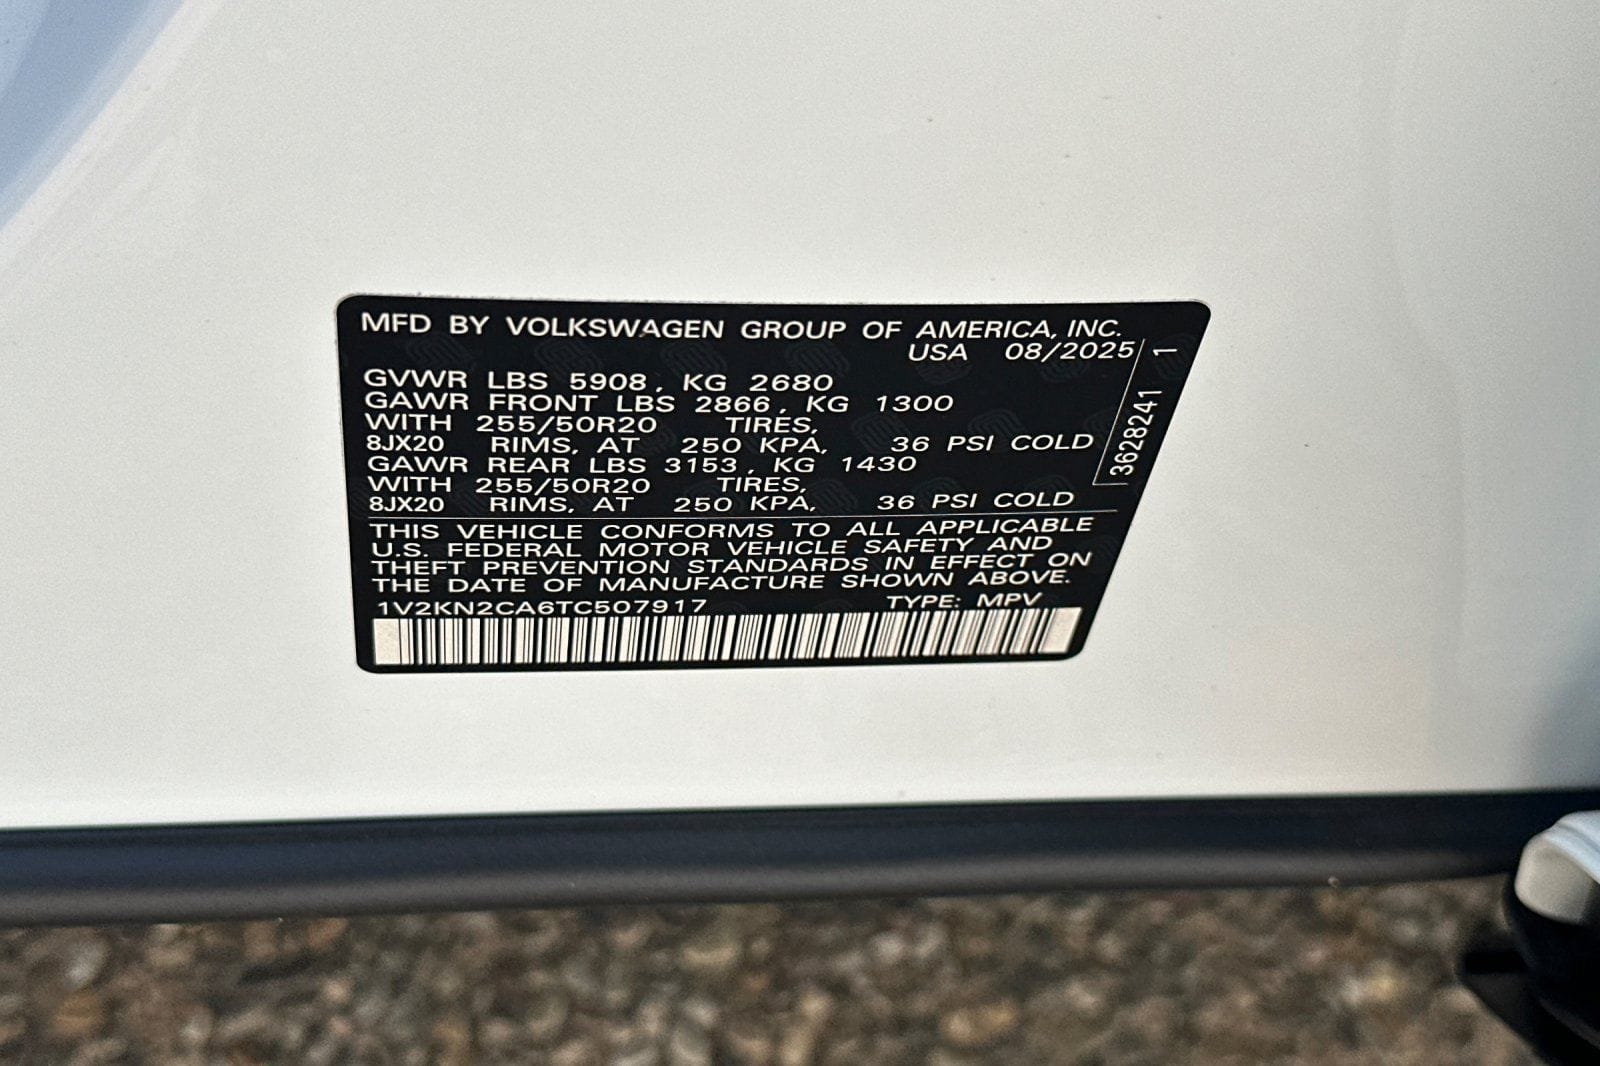 MFD BY VOLKSWAGEN GROUP OF AMERICA, INC.
USA 08/2025
GVWR LBS 5908, KG 2680
GAWR FRONT LBS 2866, KG 1300
WITH 255/50R20 TIRES,
8JX20 RIMS, AT 250 KPA, 36 PSI COLD
GAWR REAR LBS 3153, KG 1430
WITH 255/50R20 TIRES,
8JX20 RIMS, AT 250 KPA, 36 PSI COLD
THIS VEHICLE CONFORMS TO ALL APPLICABLE
U.S. FEDERAL MOTOR VEHICLE SAFETY AND
THEFT PREVENTION STANDARDS IN EFFECT ON
THE DATE OF MANUFACTURE SHOWN ABOVE.
1V2KN2CA6TC507917 TYPE: MPV
3628241 1